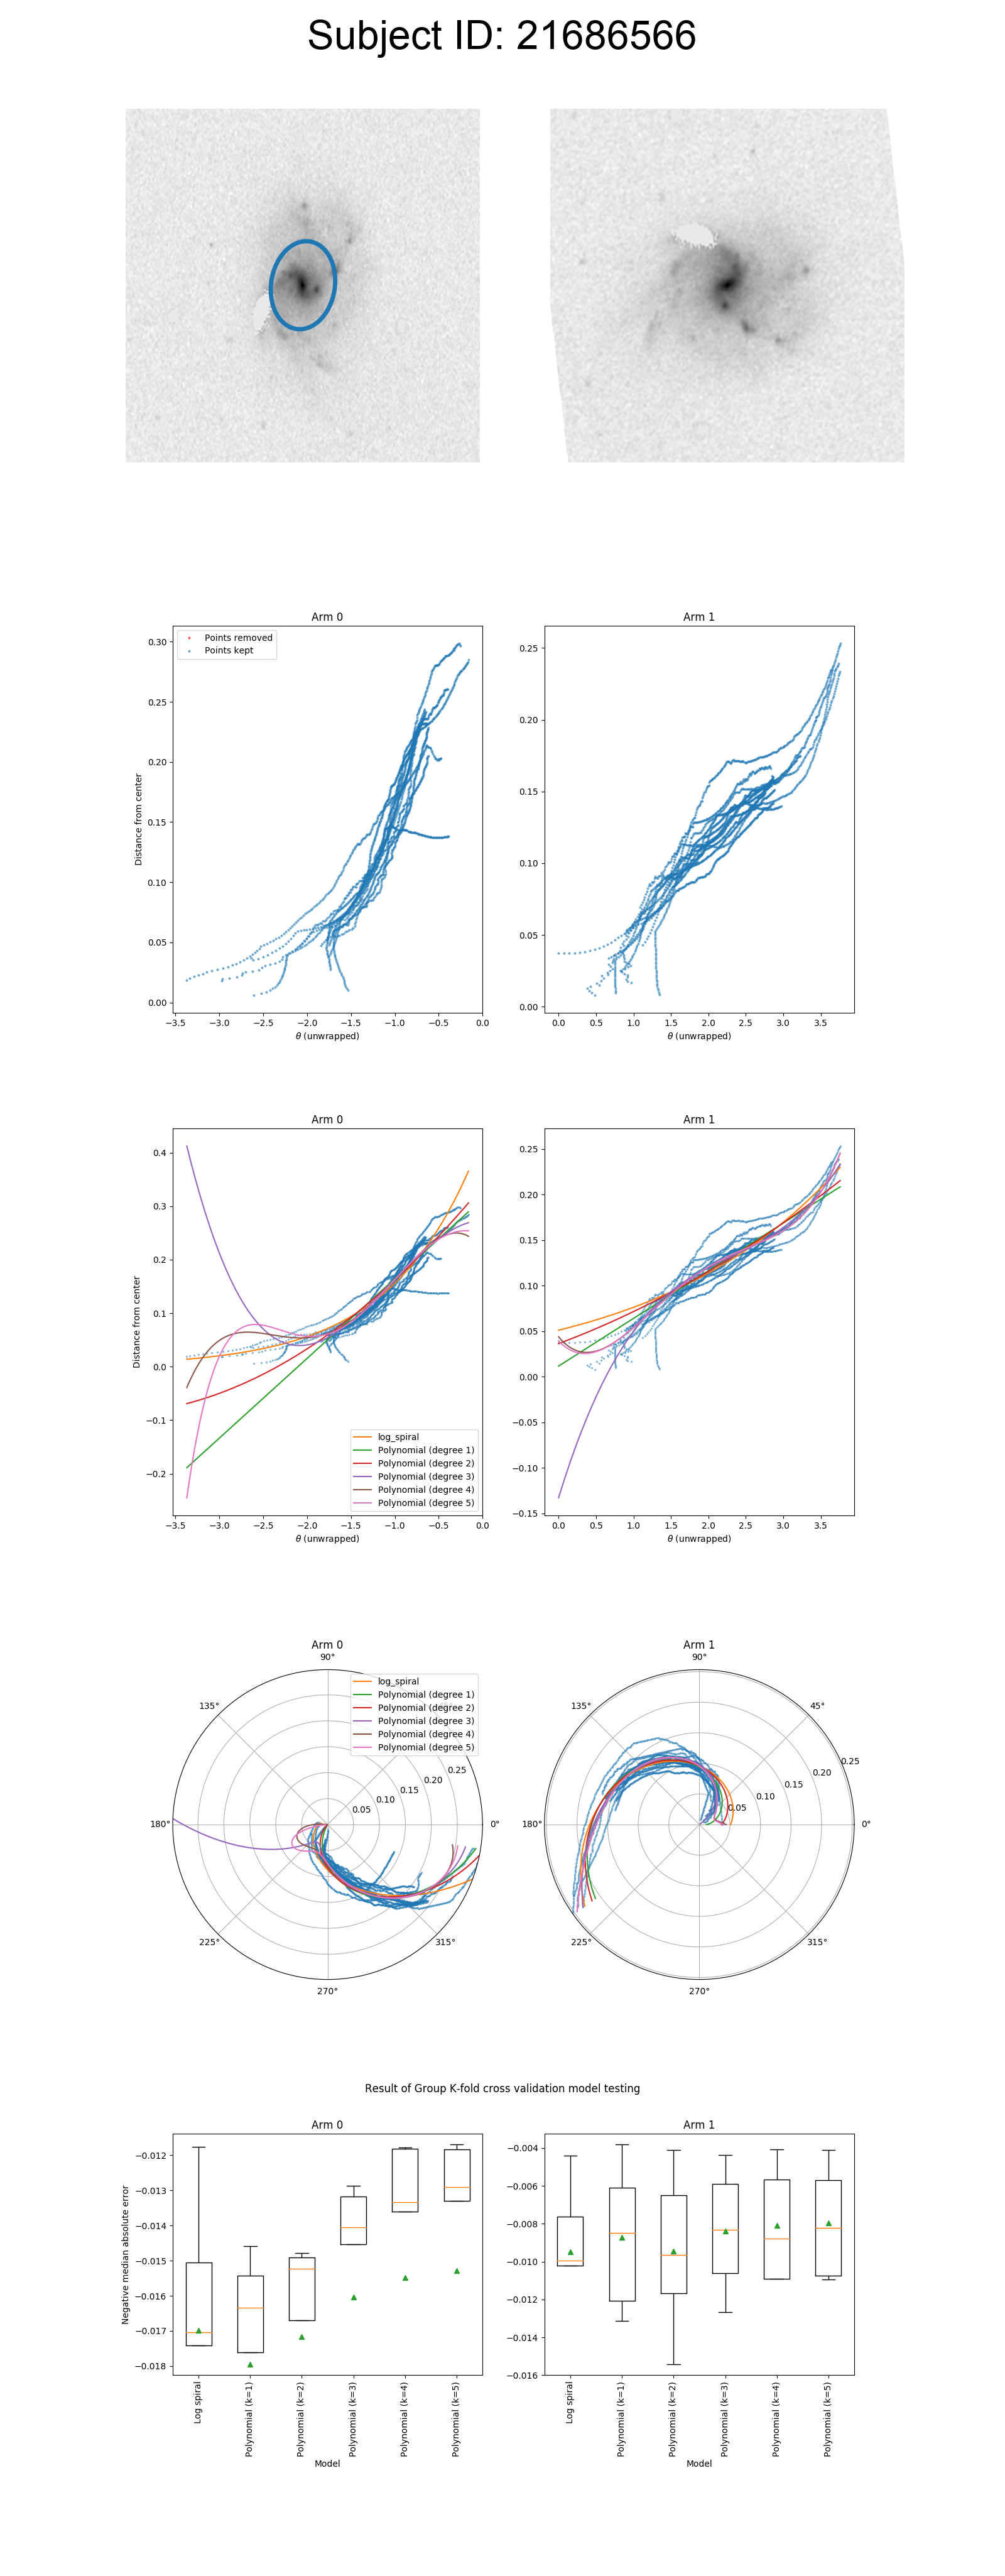 Subject ID: 21686566
Arm 0
Arm 1
Points removed
Points kept
Distance from center
0.30
0.25
0.20
0.15
0.10
0.05
0.00
−3.5 −3.0 −2.5 −2.0 −1.5 −1.0 −0.5 0.0
θ (unwrapped)
0.25
0.20
0.15
0.10
0.05
0.00
0.0 0.5 1.0 1.5 2.0 2.5 3.0 3.5
θ (unwrapped)
Arm 0
Arm 1
Distance from center
0.4
0.3
0.2
0.1
0.0
−0.1
−0.2
log_spiral
Polynomial (degree 1)
Polynomial (degree 2)
Polynomial (degree 3)
Polynomial (degree 4)
Polynomial (degree 5)
−3.5 −3.0 −2.5 −2.0 −1.5 −1.0 −0.5 0.0
θ (unwrapped)
0.25
0.20
0.15
0.10
0.05
0.00
−0.05
−0.10
−0.15
0.0 0.5 1.0 1.5 2.0 2.5 3.0 3.5
θ (unwrapped)
Arm 0
90°
135°
180°
225°
270°
315°
0°
log_spiral
Polynomial (degree 1)
Polynomial (degree 2)
Polynomial (degree 3)
Polynomial (degree 4)
Polynomial (degree 5)
0.25
0.20
0.15
0.10
0.05
Arm 1
90°
135°
45°
180°
0°
225°
270°
315°
0.25
0.20
0.15
0.10
0.05
Result of Group K-fold cross validation model testing
Arm 0
Arm 1
Negative median absolute error
−0.012
−0.013
−0.014
−0.015
−0.016
−0.017
−0.018
Log spiral
Polynomial (k=1)
Polynomial (k=2)
Polynomial (k=3)
Polynomial (k=4)
Polynomial (k=5)
Model
−0.004
−0.006
−0.008
−0.010
−0.012
−0.014
−0.016
Log spiral
Polynomial (k=1)
Polynomial (k=2)
Polynomial (k=3)
Polynomial (k=4)
Polynomial (k=5)
Model